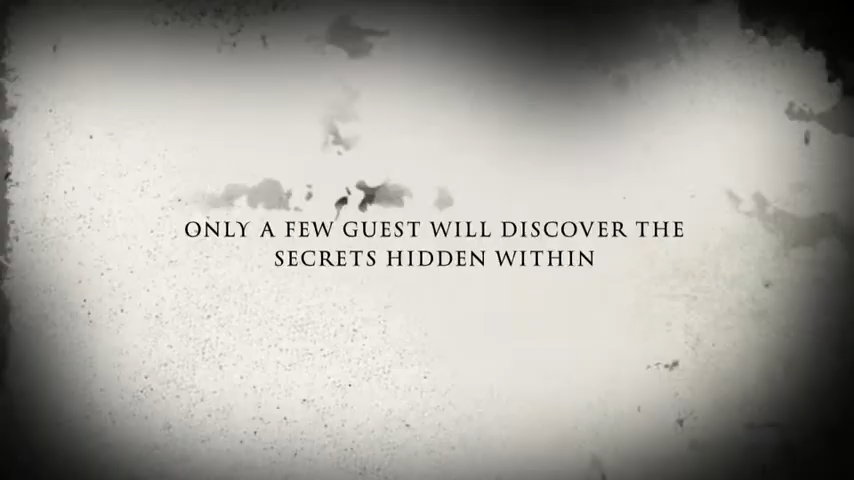 ONLY A FEW GUEST WILL DISCOVER THE
SECRETS HIDDEN WITHIN